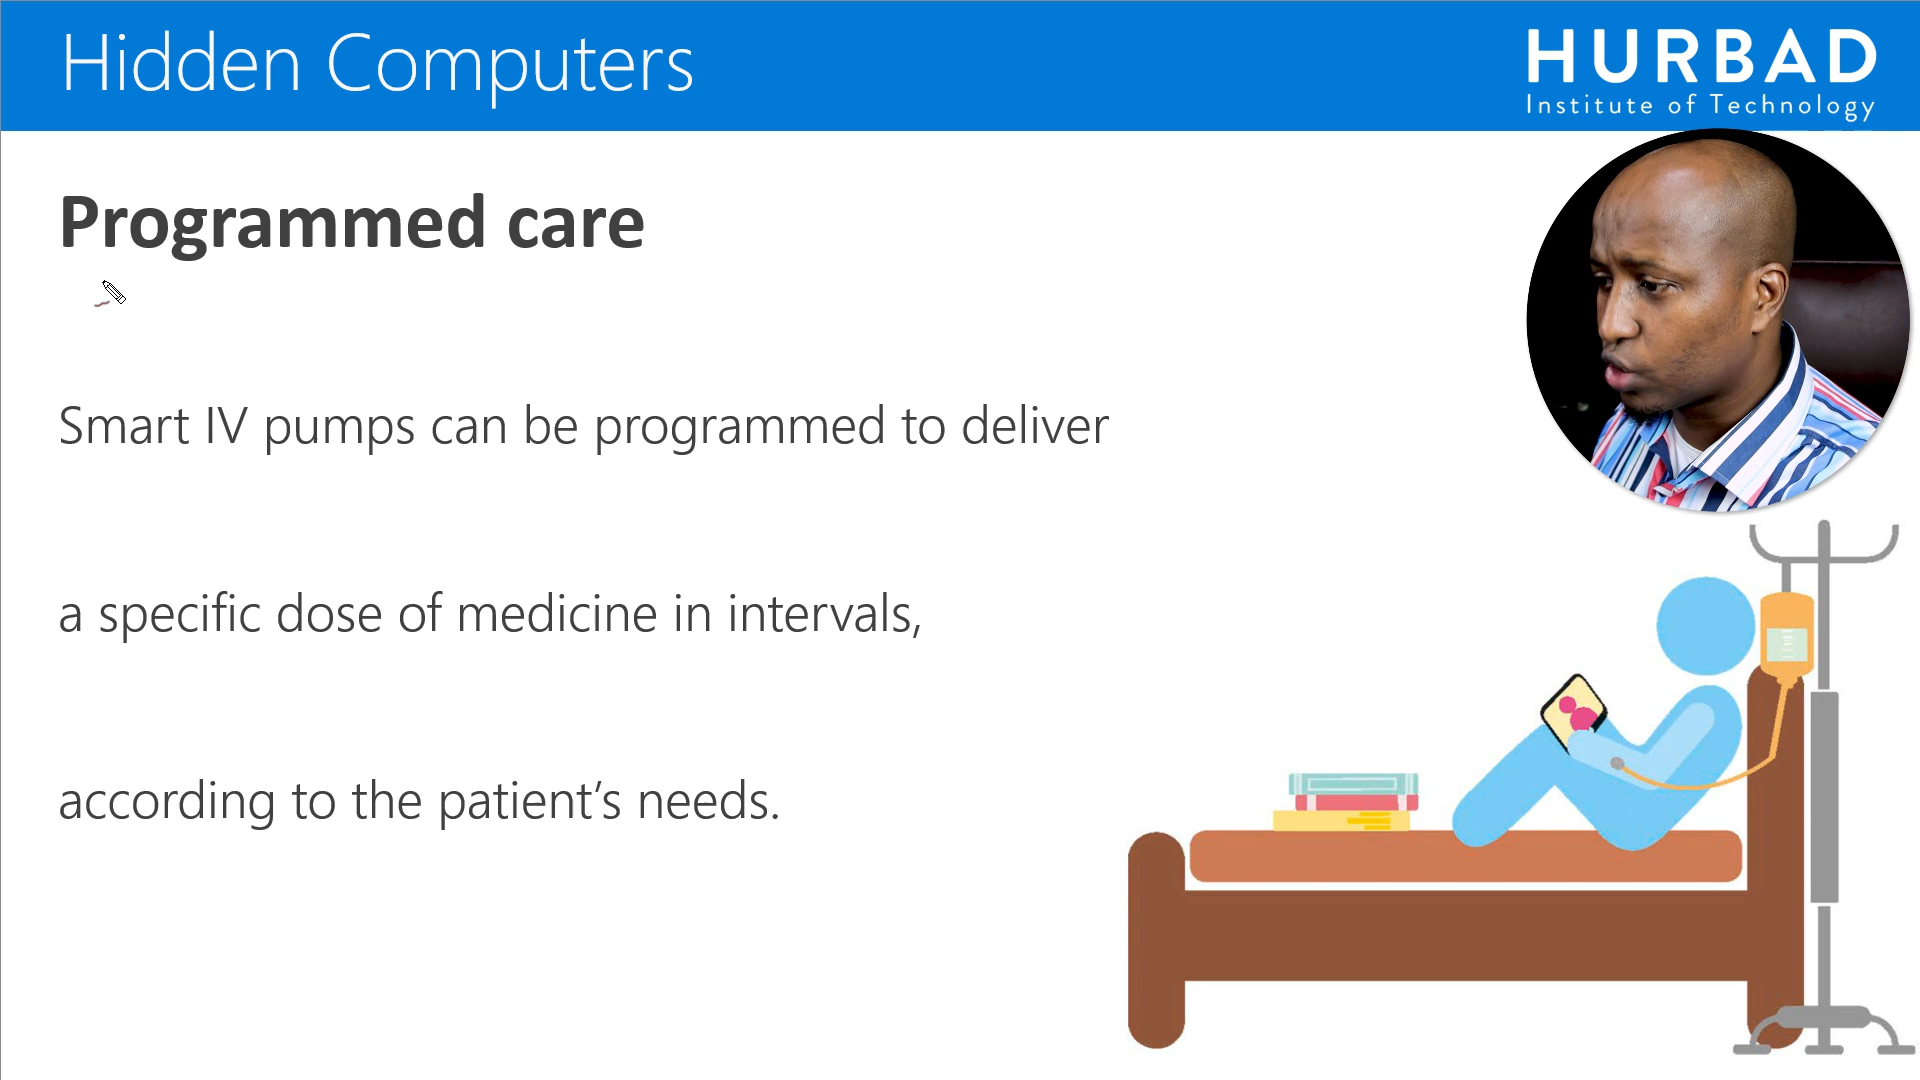 Hidden Computers
HURBAD
Institute of Technology
Programmed care
Smart IV pumps can be programmed to deliver
a specific dose of medicine in intervals,
according to the patient’s needs.